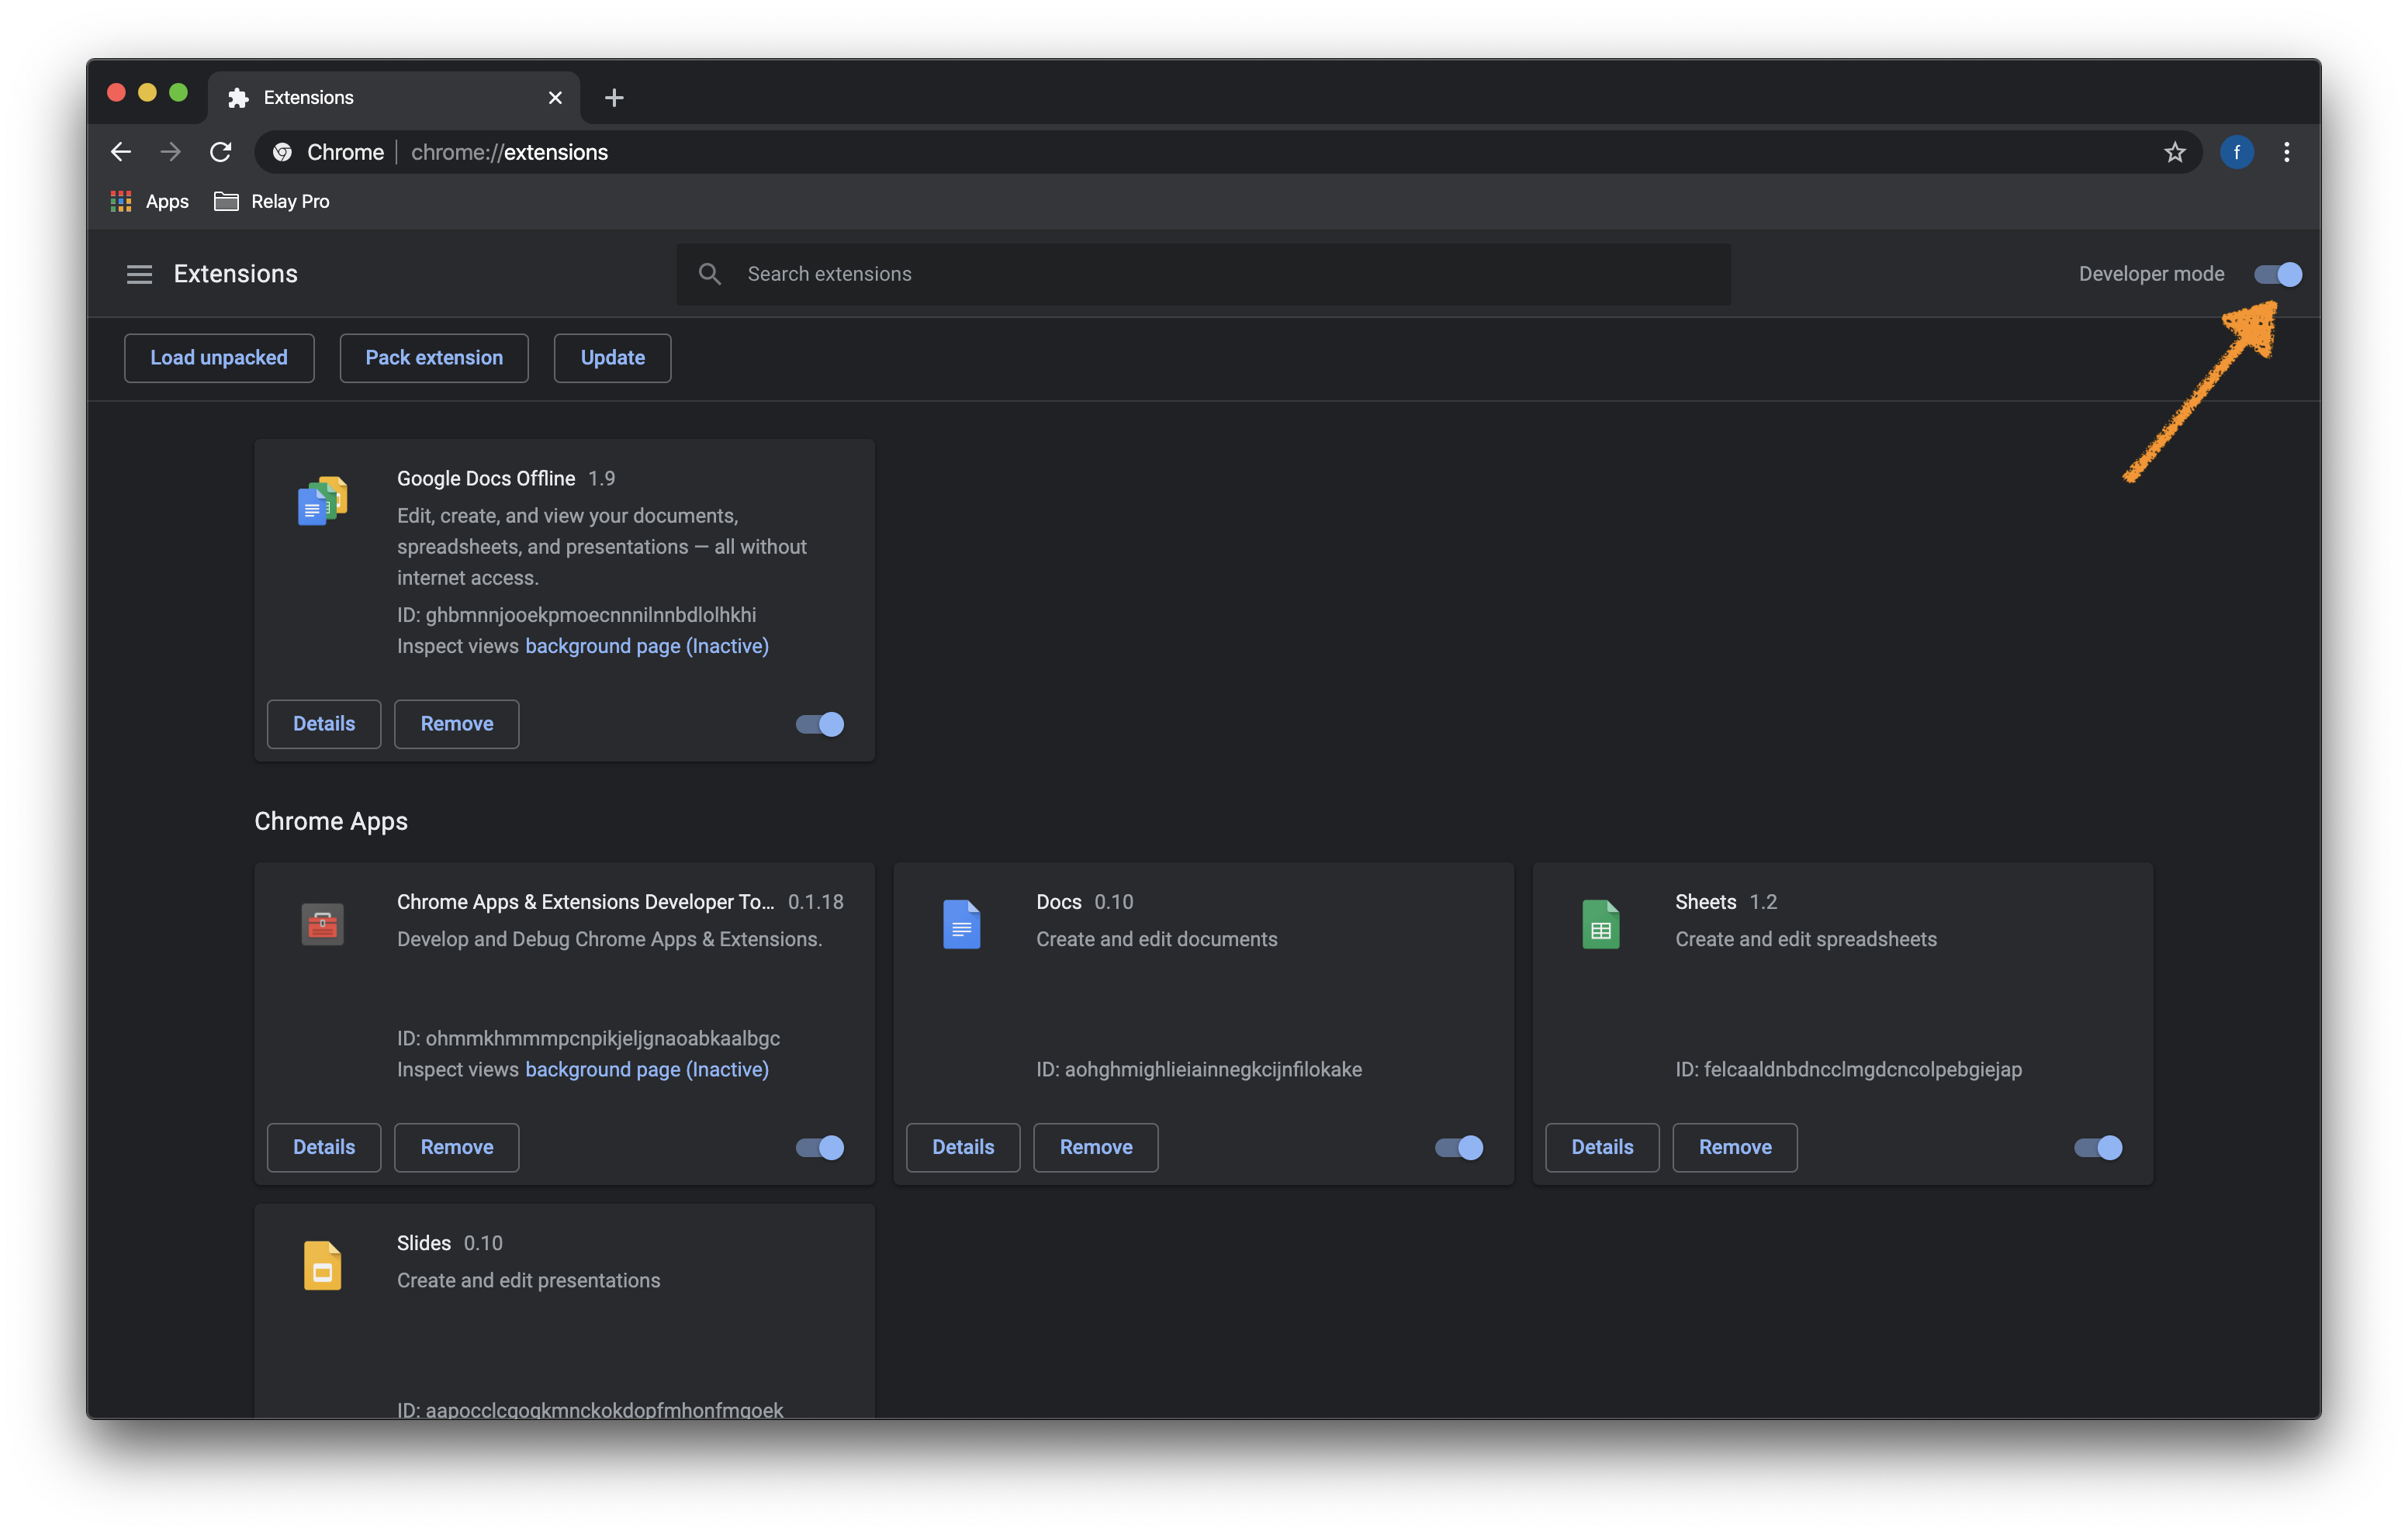 Extensions
Chrome chrome://extensions
f
Apps Relay Pro
Extensions
Search extensions
Developer mode
Load unpacked Pack extension Update
Google Docs Offline 1.9
Edit, create, and view your documents,
spreadsheets, and presentations — all without
internet access.
ID: ghbmnnjooekpmoecnnnilnnbdlolhkhi
Inspect views background page (Inactive)
Details Remove
Chrome Apps
Chrome Apps & Extensions Developer To... 0.1.18
Develop and Debug Chrome Apps & Extensions.
ID: ohmmkhmmmpcnpikjeljgnaoabkaalbgc
Inspect views background page (Inactive)
Details Remove
Docs 0.10
Create and edit documents
ID: aohghmighlieiainnegkcijnfilokake
Details Remove
Sheets 1.2
Create and edit spreadsheets
ID: felcaaldnbdncclmgdcncolpebgiejap
Details Remove
Slides 0.10
Create and edit presentations
ID: aapocclcgogkmnckokdopfmhonfmgoek